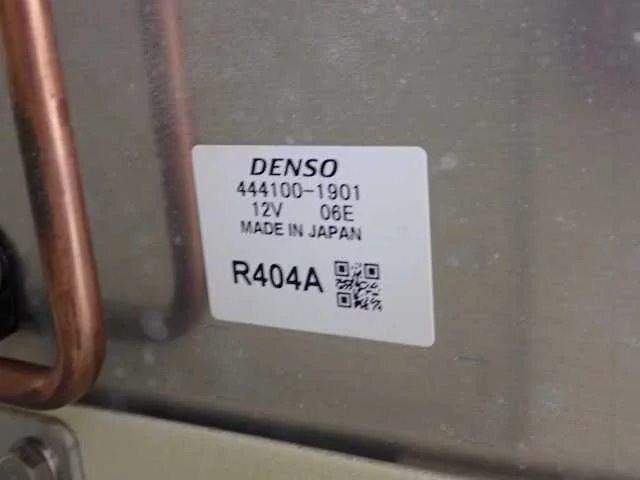 DENSO
444100-1901
12V 06E
MADE IN JAPAN
R404A